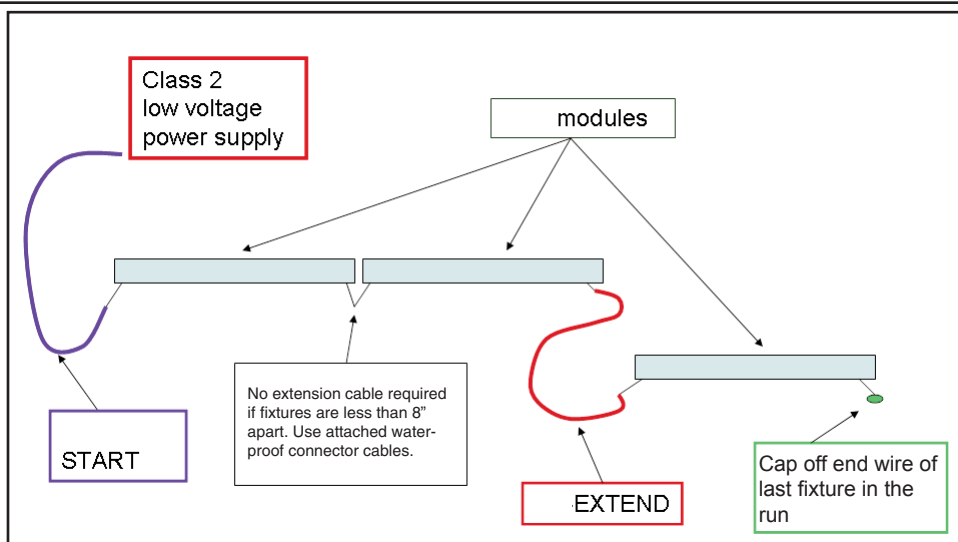 Class 2
low voltage
power supply
modules
No extension cable required
if fixtures are less than 8”
apart. Use attached water-
proof connector cables.
START
EXTEND
Cap off end wire of
last fixture in the
run